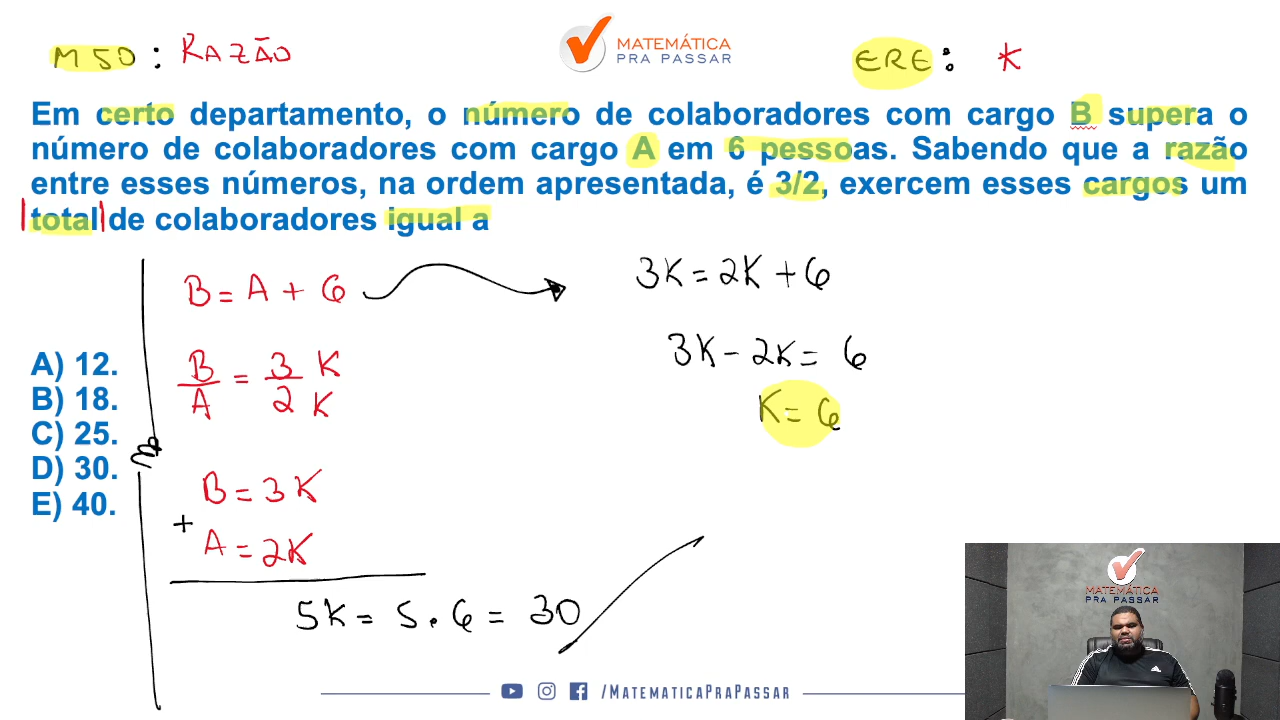 M50 : RAZÃO
MATEMÁTICA
PRA PASSAR
ERE : K
Em certo departamento, o número de colaboradores com cargo B supera o
número de colaboradores com cargo A em 6 pessoas. Sabendo que a razão
entre esses números, na ordem apresentada, é 3/2, exercem esses cargos um
total de colaboradores igual a
B = A + 6
3K = 2K + 6
3K - 2K = 6
K = 6
A) 12.
B) 18.
C) 25.
D) 30.
E) 40.
B/A = 3K/2K
B = 3K
+ A = 2K
5K = 5 . 6 = 30
MATEMÁTICA
PRA PASSAR
/MatematicaPraPassar